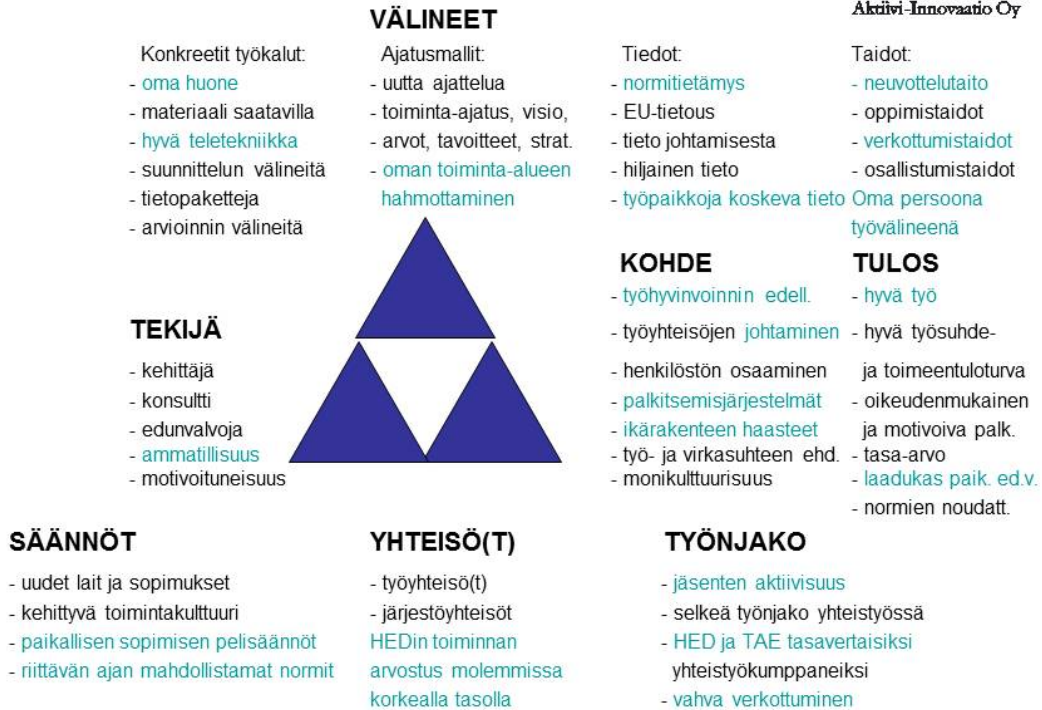 Aktiivi-Innovaatio Oy
VÄLINEET
Konkreetit työkalut:
- oma huone
- materiaali saatavilla
- hyvä teletekniikka
- suunnittelun välineitä
- tietopaketteja
- arvioinnin välineitä
Ajatusmallit:
- uutta ajattelua
- toiminta-ajatus, visio,
- arvot, tavoitteet, strat.
- oman toiminta-alueen
hahmottaminen
Tiedot:
- normitietämys
- EU-tietous
- tieto johtamisesta
- hiljainen tieto
- työpaikkoja koskeva tieto
Taidot:
- neuvottelutaito
- oppimistaidot
- verkottumistaidot
- osallistumistaidot
Oma persoona
työvälineenä
TEKIJÄ
- kehittäjä
- konsultti
- edunvalvoja
- ammatillisuus
- motivoituneisuus
KOHDE
- työhyvinvoinnin edell.
- työyhteisöjen johtaminen
- henkilöstön osaaminen
- palkitsemisjärjestelmät
- ikärakenteen haasteet
- työ- ja virkasuhteen ehd.
- monikulttuurisuus
TULOS
- hyvä työ
- hyvä työsuhde-
ja toimeentuloturva
- oikeudenmukainen
ja motivoiva palk.
- tasa-arvo
- laadukas paik. ed.v.
- normien noudatt.
SÄÄNNÖT
- uudet lait ja sopimukset
- kehittyvä toimintakulttuuri
- paikallisen sopimisen pelisäännöt
- riittävän ajan mahdollistamat normit
YHTEISÖ(T)
- työyhteisö(t)
- järjestöyhteisöt
HEDin toiminnan
arvostus molemmissa
korkealla tasolla
TYÖNJAKO
- jäsenten aktiivisuus
- selkeä työnjako yhteistyössä
- HED ja TAE tasavertaisiksi
yhteistyökumppaneiksi
- vahva verkottuminen